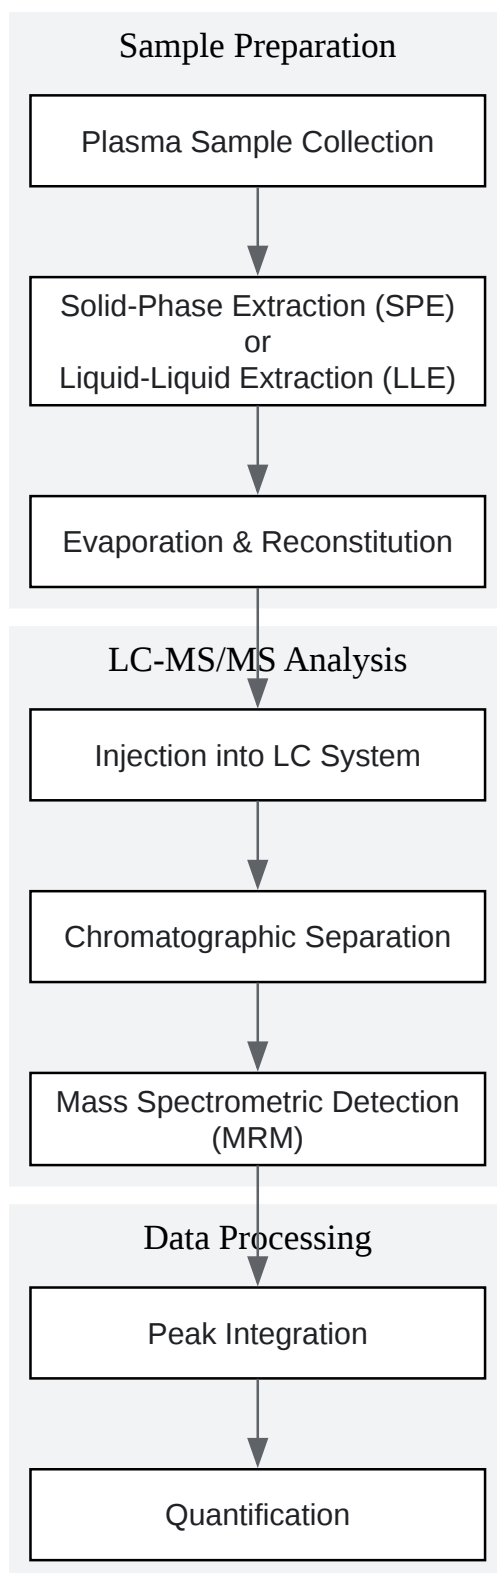 Sample Preparation
Plasma Sample Collection
Solid-Phase Extraction (SPE)
or
Liquid-Liquid Extraction (LLE)
Evaporation & Reconstitution
LC-MS/MS Analysis
Injection into LC System
Chromatographic Separation
Mass Spectrometric Detection
(MRM)
Data Processing
Peak Integration
Quantification